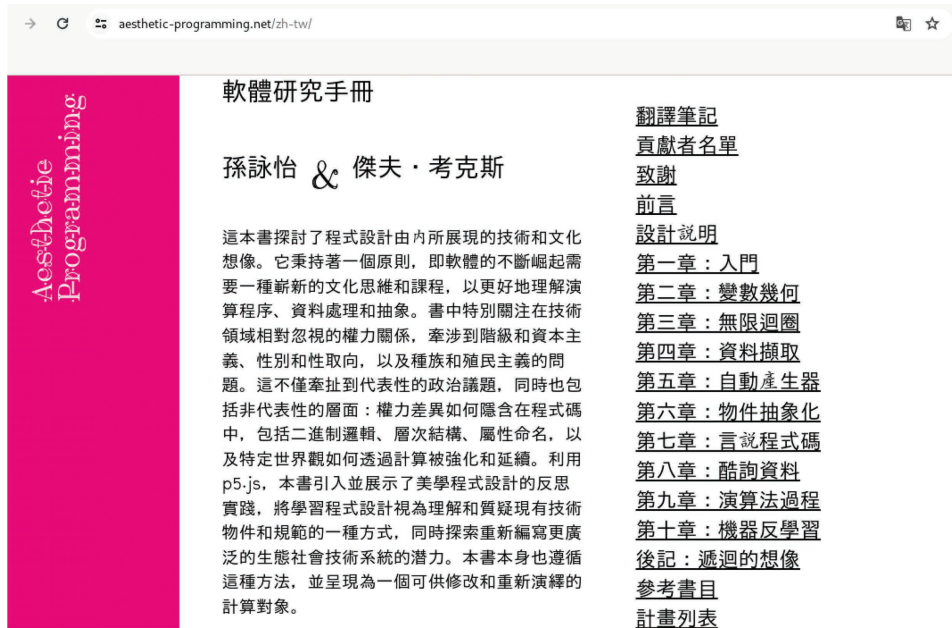 aesthetic-programming.net/zh-tw/
Aesthetic
Programming
軟體研究手冊
孫詠怡 & 傑夫・考克斯
這本書探討了程式設計由內所展現的技術和文化
想像。它秉持著一個原則，即軟體的不斷崛起需
要一種嶄新的文化思維和課程，以更好地理解演
算程序、資料處理和抽象。書中特別關注在技術
領域相對忽視的權力關係，牽涉到階級和資本主
義、性別和性取向，以及種族和殖民主義的問
題。這不僅牽扯到代表性的政治議題，同時也包
括非代表性的層面：權力差異如何隱含在程式碼
中，包括二進制邏輯、層次結構、屬性命名，以
及特定世界觀如何透過計算被強化和延續。利用
p5.js，本書引入並展示了美學程式設計的反思
實踐，將學習程式設計視為理解和質疑現有技術
物件和規範的一種方式，同時探索重新編寫更廣
泛的生態社會技術系統的潛力。本書本身也遵循
這種方法，並呈現為一個可供修改和重新演繹的
計算對象。
翻譯筆記
貢獻者名單
致謝
前言
設計説明
第一章：入門
第二章：變數幾何
第三章：無限迴圈
第四章：資料擷取
第五章：自動產生器
第六章：物件抽象化
第七章：言説程式碼
第八章：酷詢資料
第九章：演算法過程
第十章：機器反學習
後記：遞迴的想像
參考書目
計畫列表